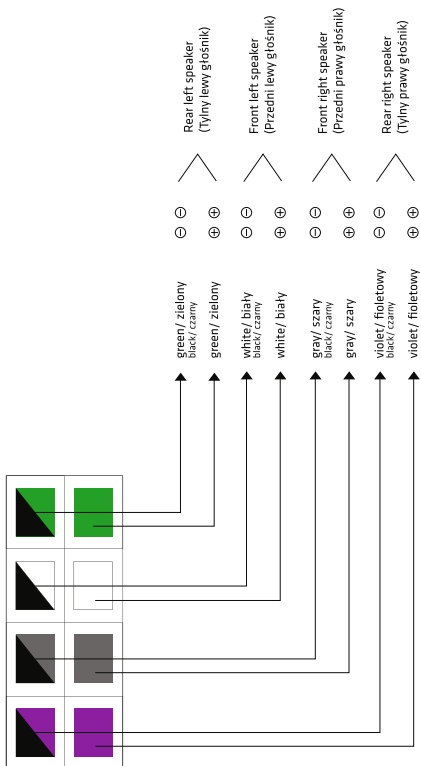 Rear left speaker
(Tylny lewy głośnik)
Front left speaker
(Przedni lewy głośnik)
Front right speaker
(Przedni prawy głośnik)
Rear right speaker
(Tylny prawy głośnik)
⊖ ⊕ ⊖ ⊕ ⊖ ⊕ ⊖ ⊕
⊖ ⊕ ⊖ ⊕ ⊖ ⊕ ⊖ ⊕
green/ zielony
black/ czarny
green/ zielony
white/ biały
black/ czarny
white/ biały
gray/ szary
black/ czarny
gray/ szary
violet/ fioletowy
black/ czarny
violet/ fioletowy